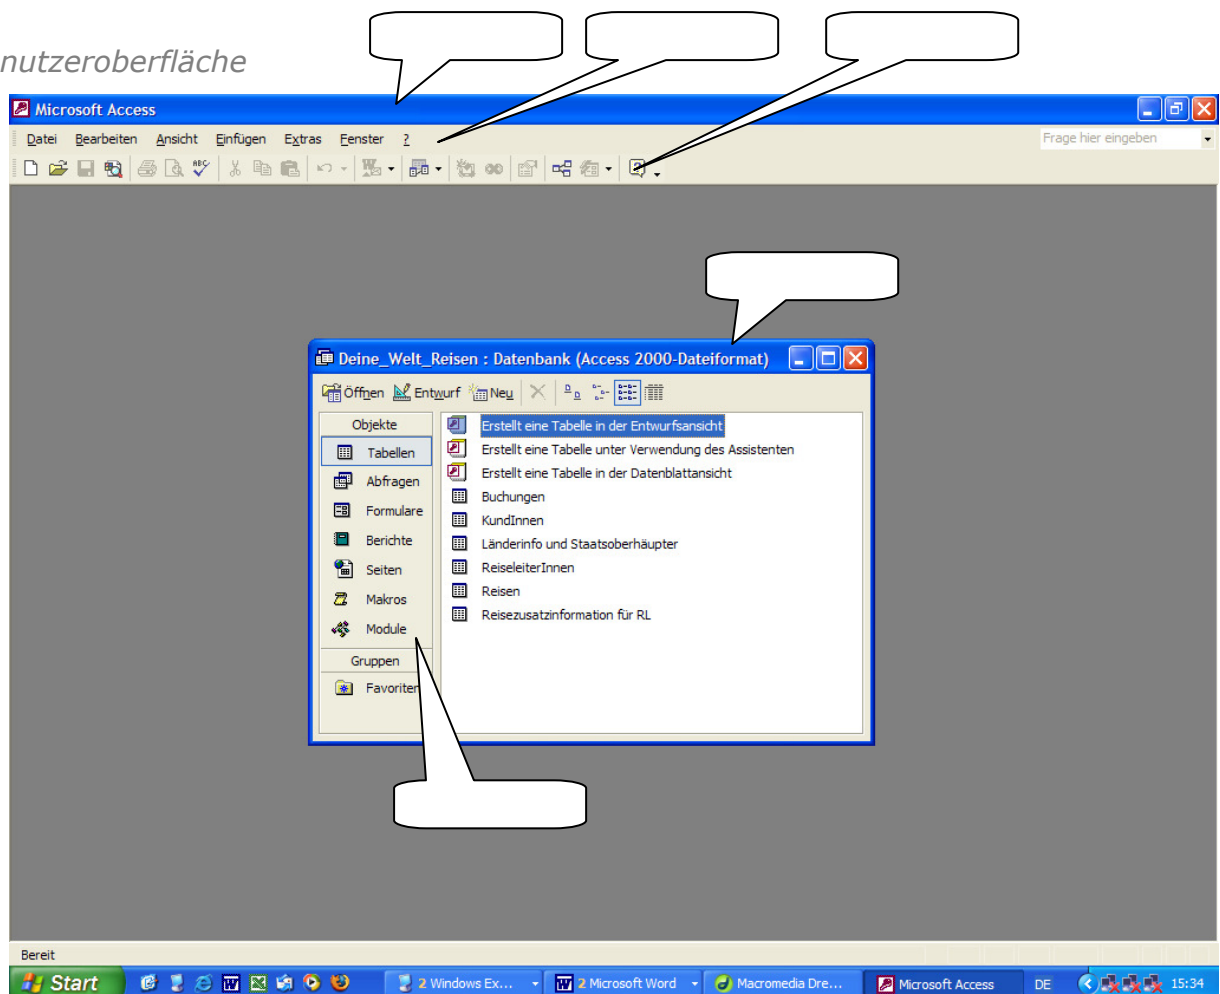 nutzeroberfläche
Microsoft Access
Datei Bearbeiten Ansicht Einfügen Extras Fenster ?
Frage hier eingeben
Deine_Welt_Reisen : Datenbank (Access 2000-Dateiformat)
Öffnen Entwurf Neu
Objekte
Tabellen
Abfragen
Formulare
Berichte
Seiten
Makros
Module
Gruppen
Favoriten
Erstellt eine Tabelle in der Entwurfsansicht
Erstellt eine Tabelle unter Verwendung des Assistenten
Erstellt eine Tabelle in der Datenblattansicht
Buchungen
KundInnen
Länderinfo und Staatsoberhäupter
ReiseleiterInnen
Reisen
Reisezusatzinformation für RL
Bereit
Start 2 Windows Ex... 2 Microsoft Word Macromedia Dre... Microsoft Access DE 15:34